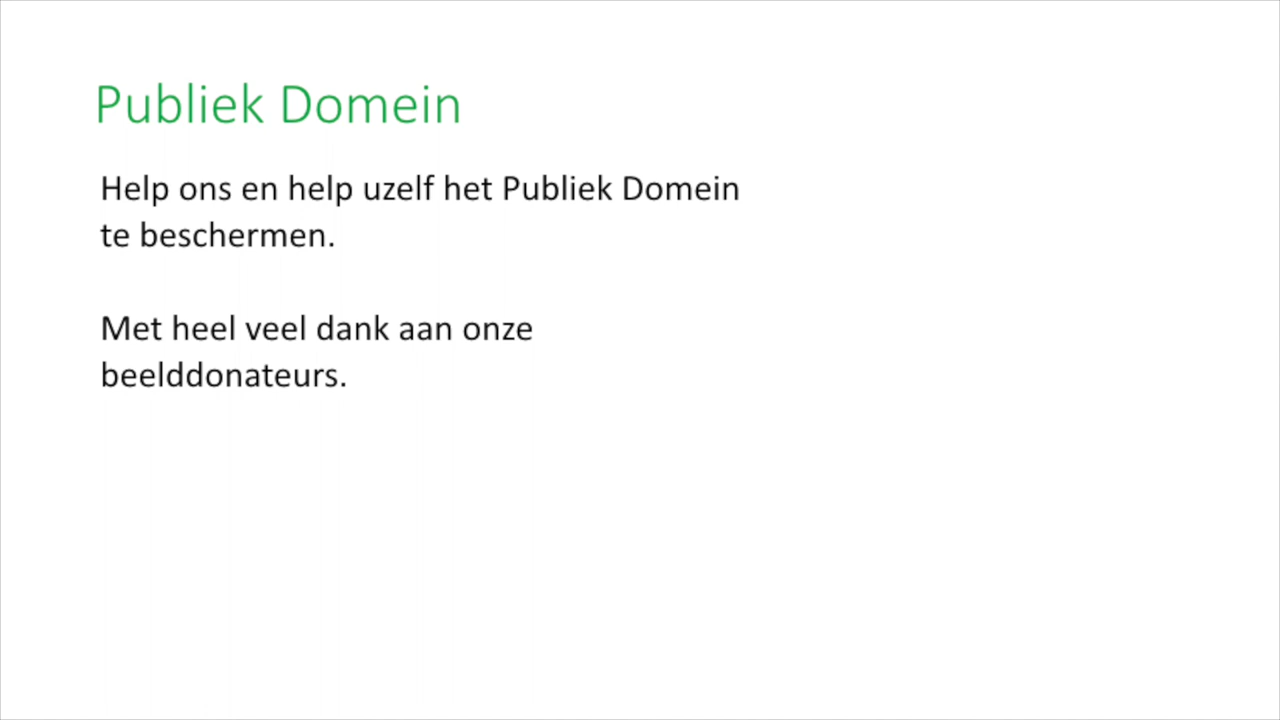 Publiek Domein
Help ons en help uzelf het Publiek Domein
te beschermen.
Met heel veel dank aan onze
beelddonateurs.